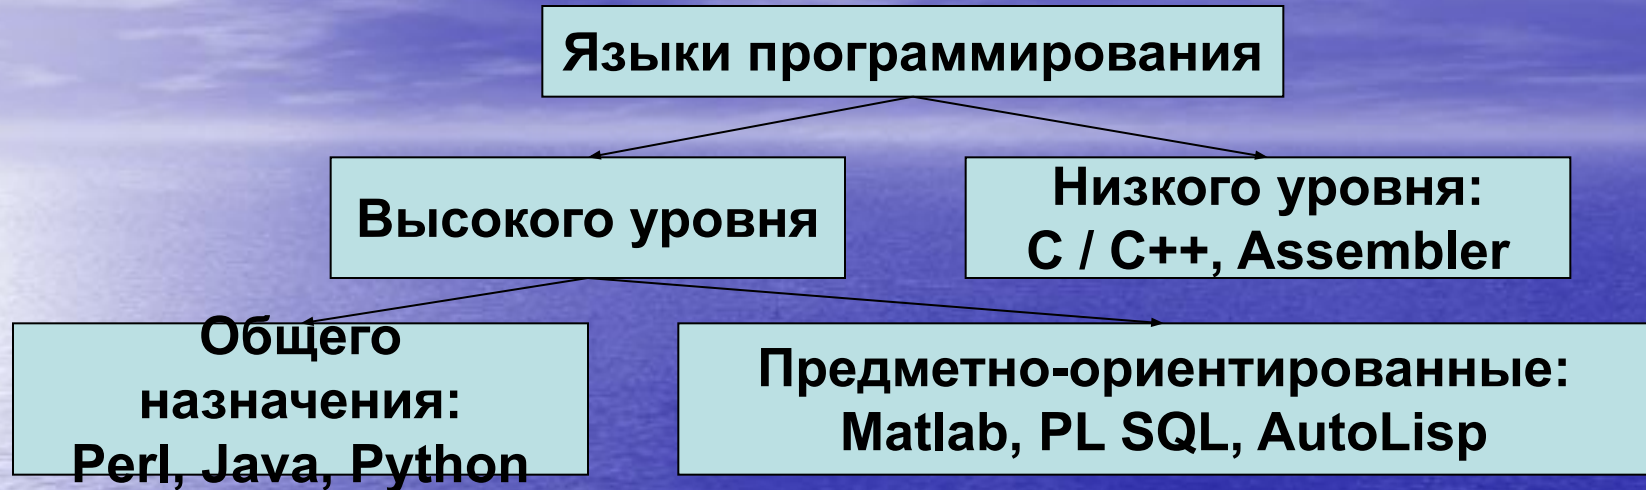 Языки программирования
Высокого уровня
Низкого уровня:
C / C++, Assembler
Общего
назначения:
Perl, Java, Python
Предметно-ориентированные:
Matlab, PL SQL, AutoLisp